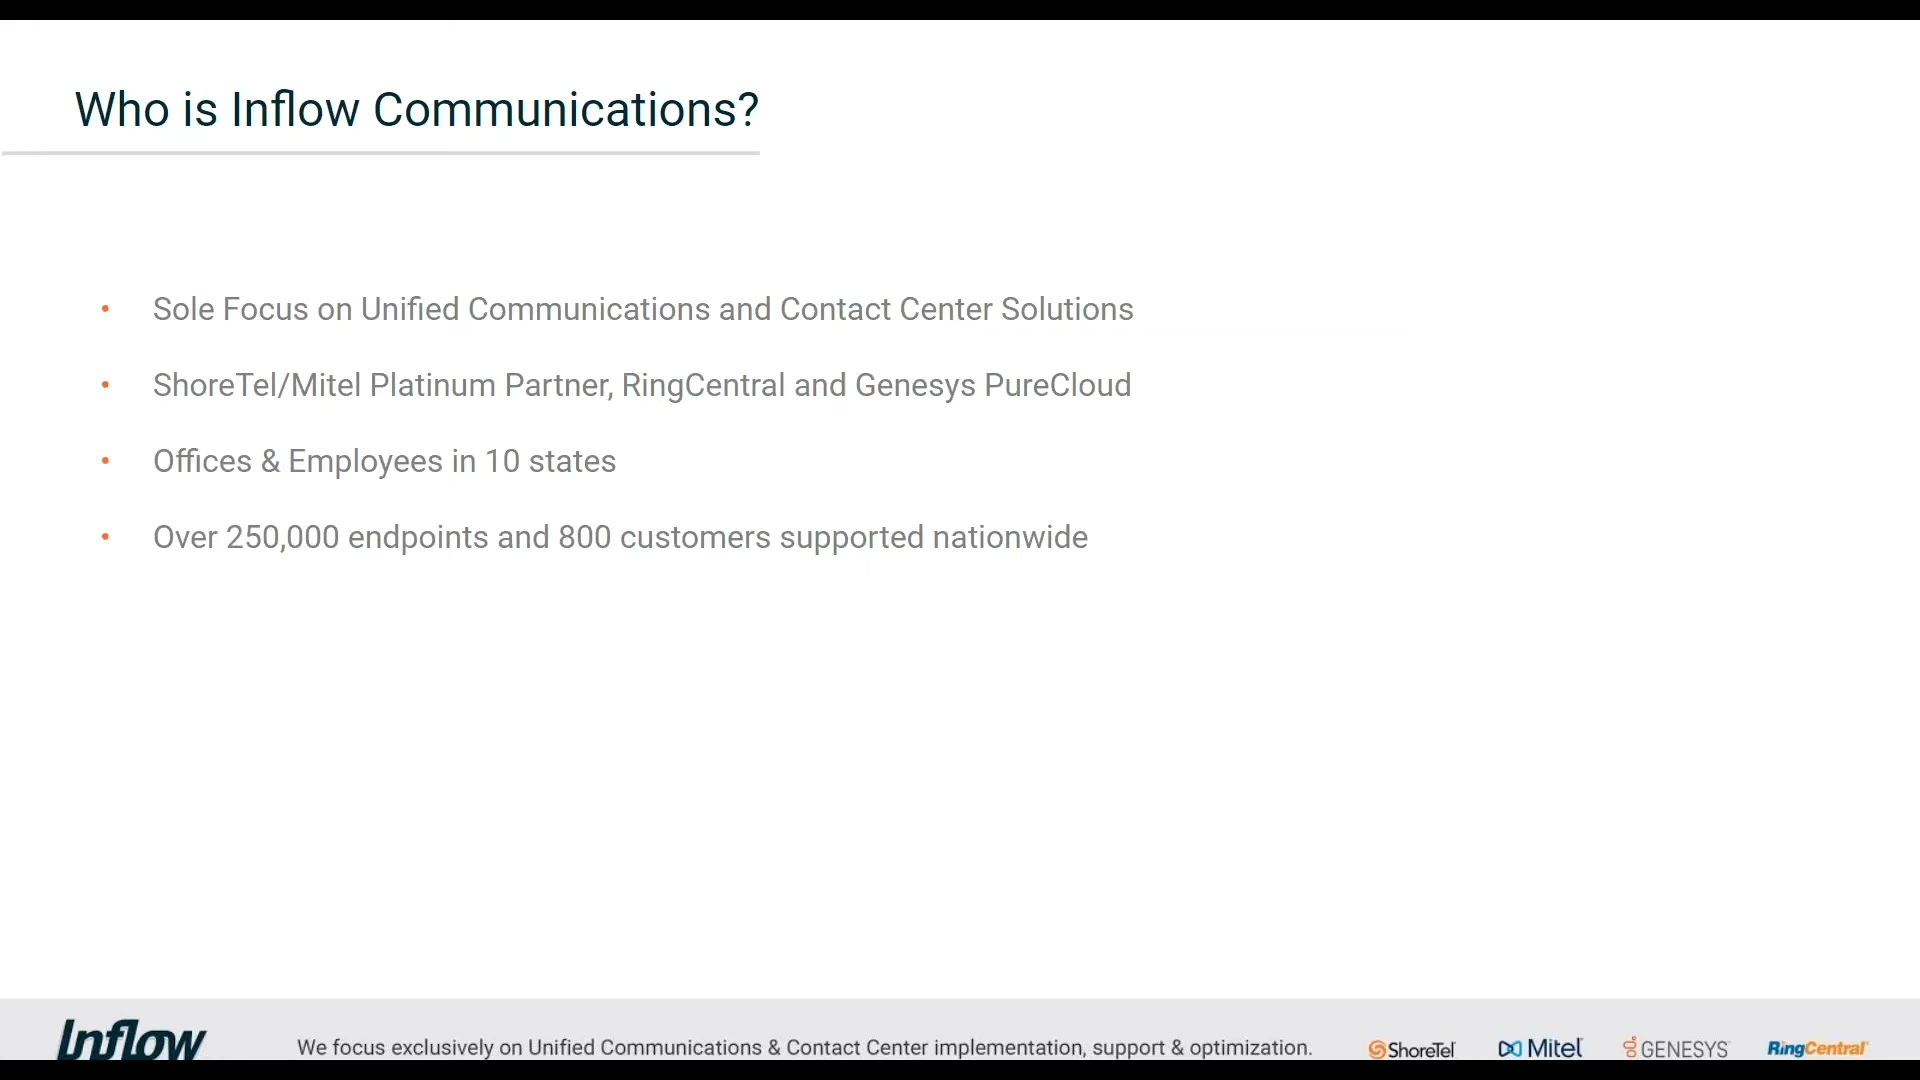 Who is Inflow Communications?
• Sole Focus on Unified Communications and Contact Center Solutions
• ShoreTel/Mitel Platinum Partner, RingCentral and Genesys PureCloud
• Offices & Employees in 10 states
• Over 250,000 endpoints and 800 customers supported nationwide
Inflow
We focus exclusively on Unified Communications & Contact Center implementation, support & optimization.
ShoreTel
Mitel
GENESYS
RingCentral